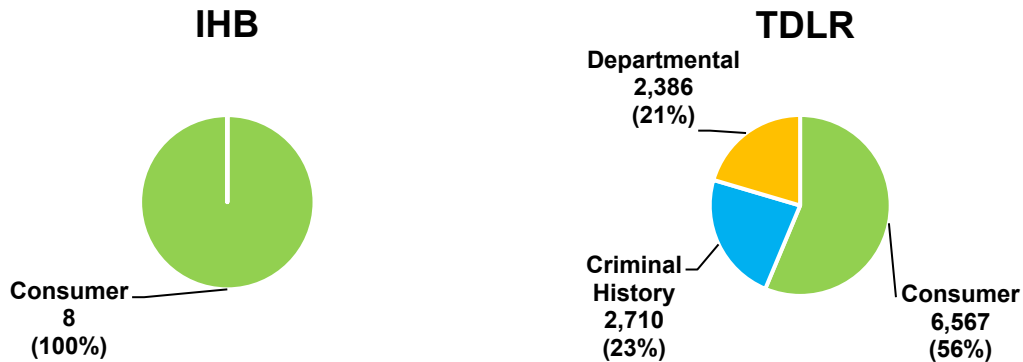 IHB
Consumer
8
(100%)
TDLR
Departmental
2,386
(21%)
Criminal
History
2,710
(23%)
Consumer
6,567
(56%)